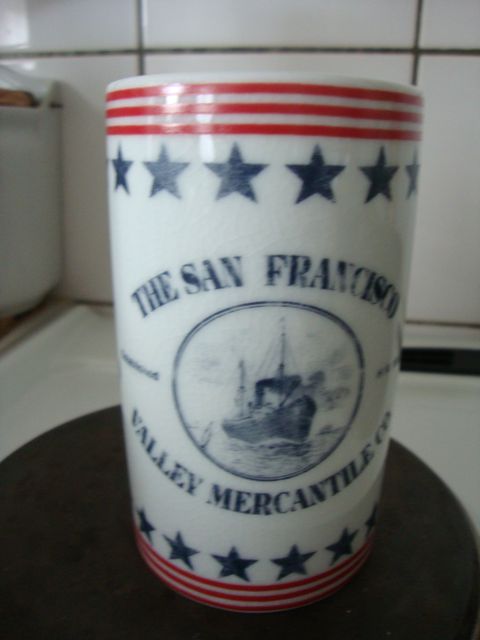 THE SAN FRANCISCO
VALLEY MERCANTILE CO.